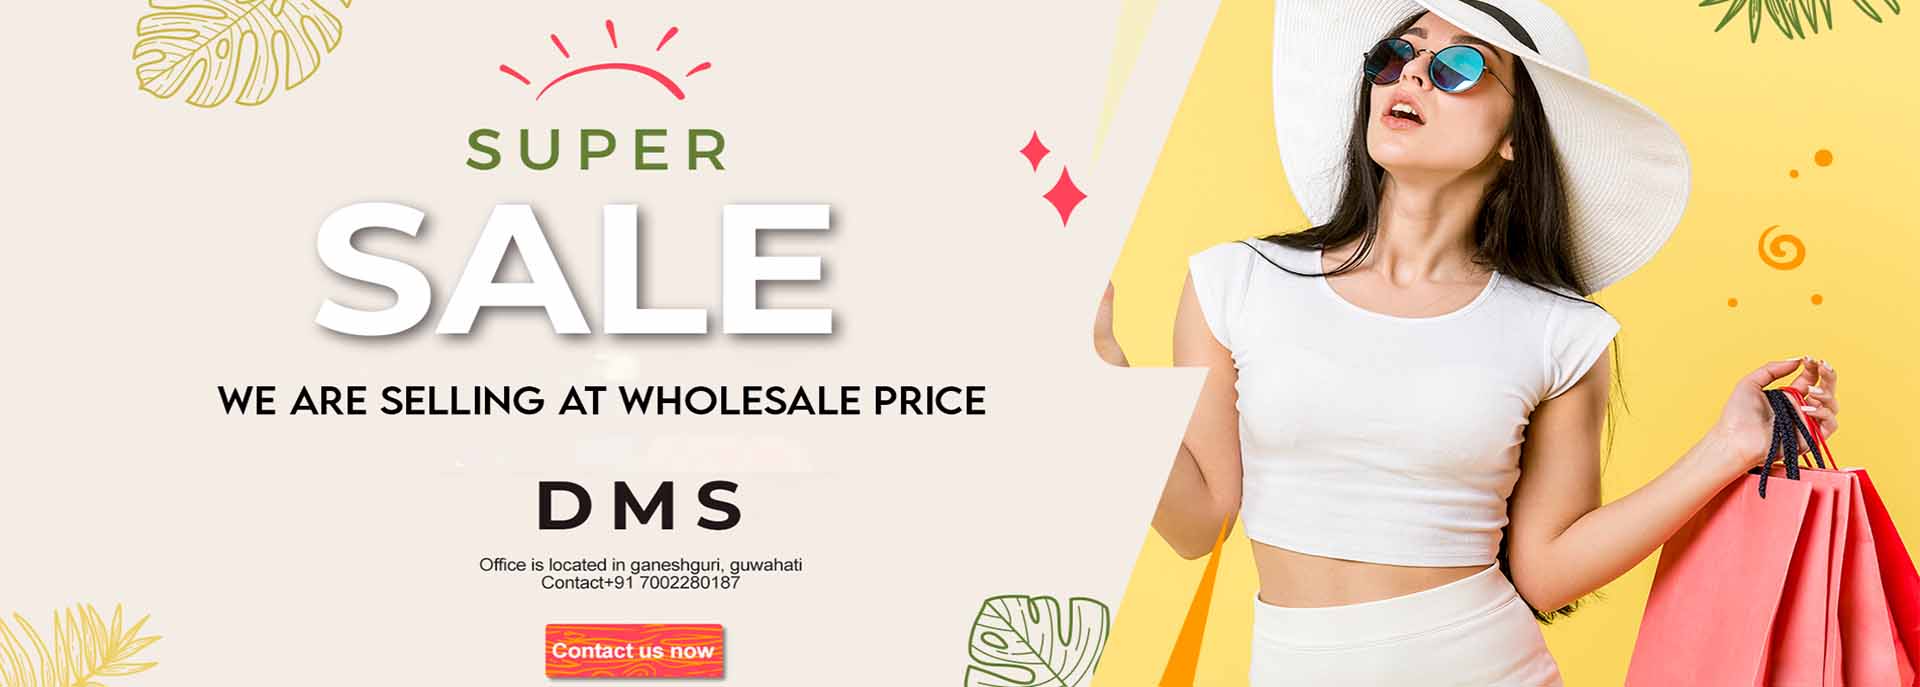 SUPER
SALE
WE ARE SELLING AT WHOLESALE PRICE
DMS
Office is located in ganeshguri, guwahati
Contact+91 7002280187
Contact us now